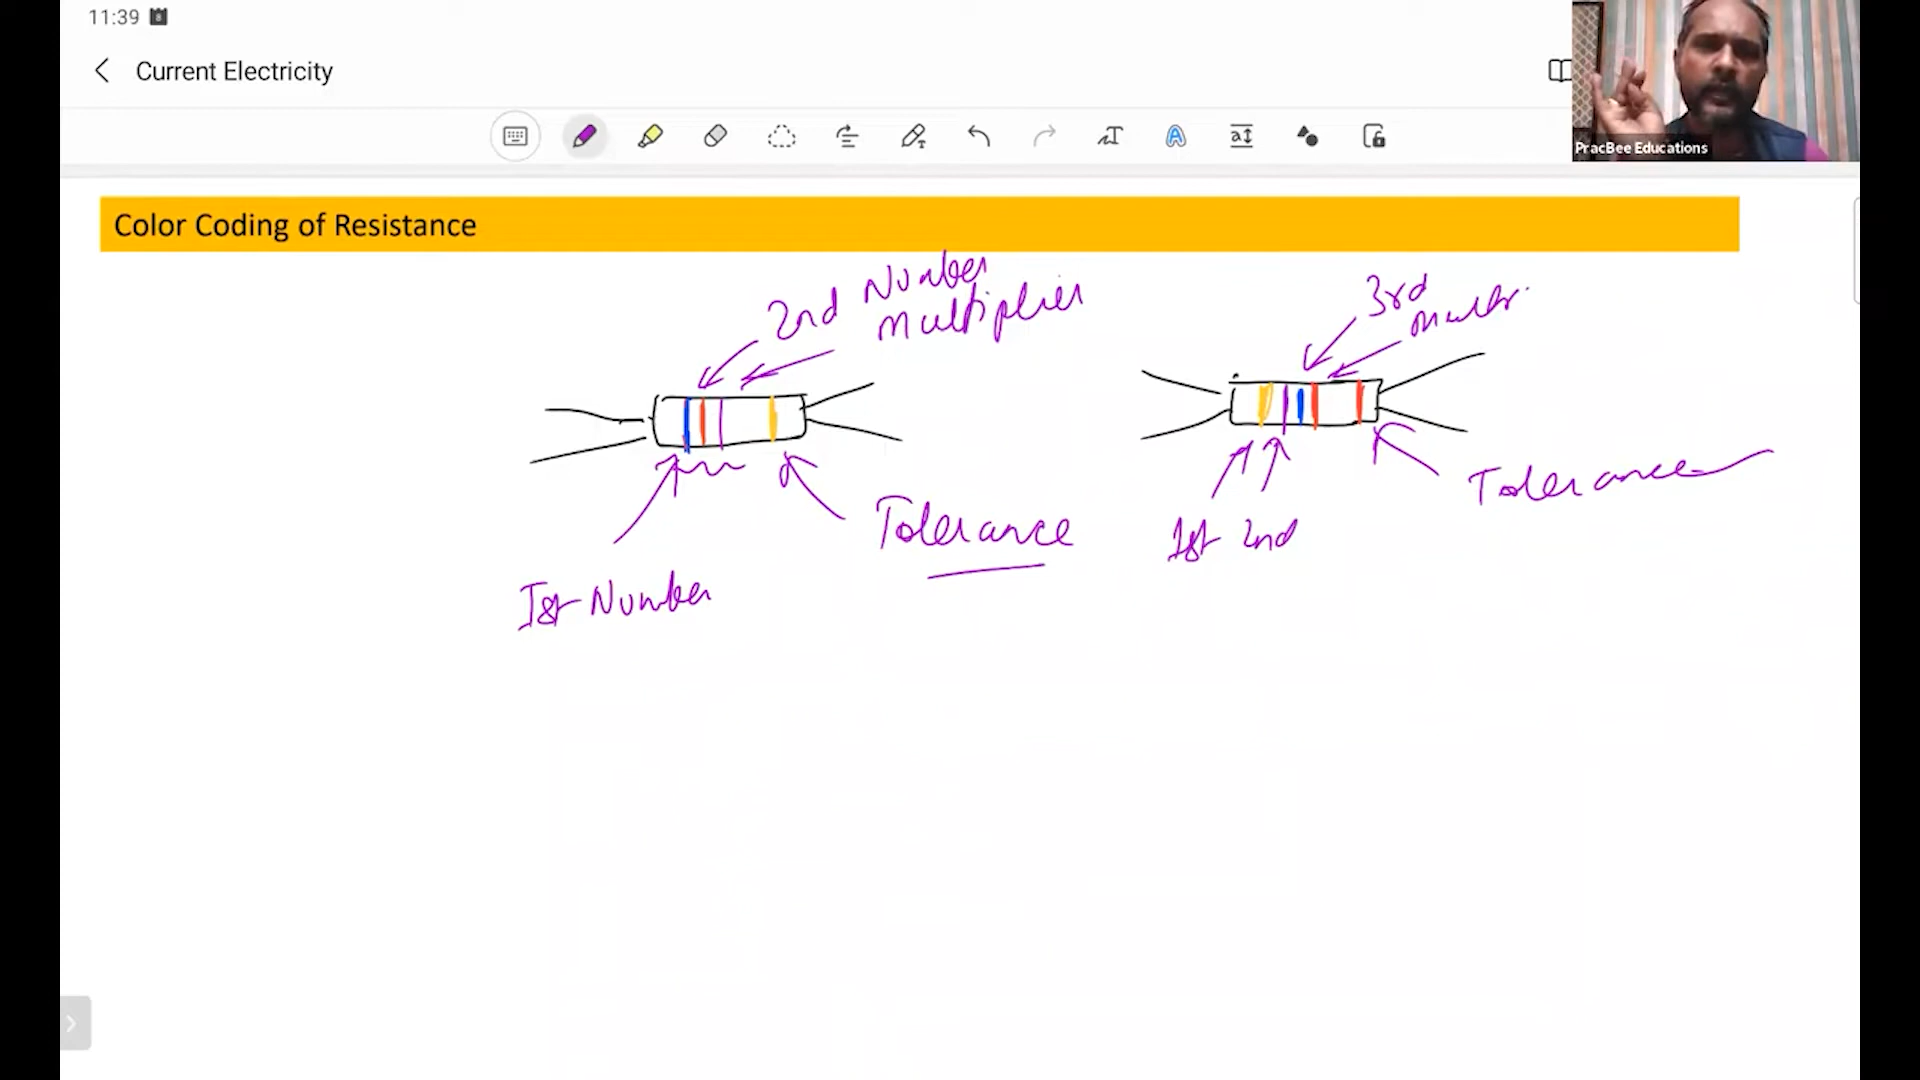 11:39
Current Electricity
PracBee Educations
Color Coding of Resistance
2nd Number
Multiplier
3rd
Tolerance
Tolerance
1st 2nd
Ist Number